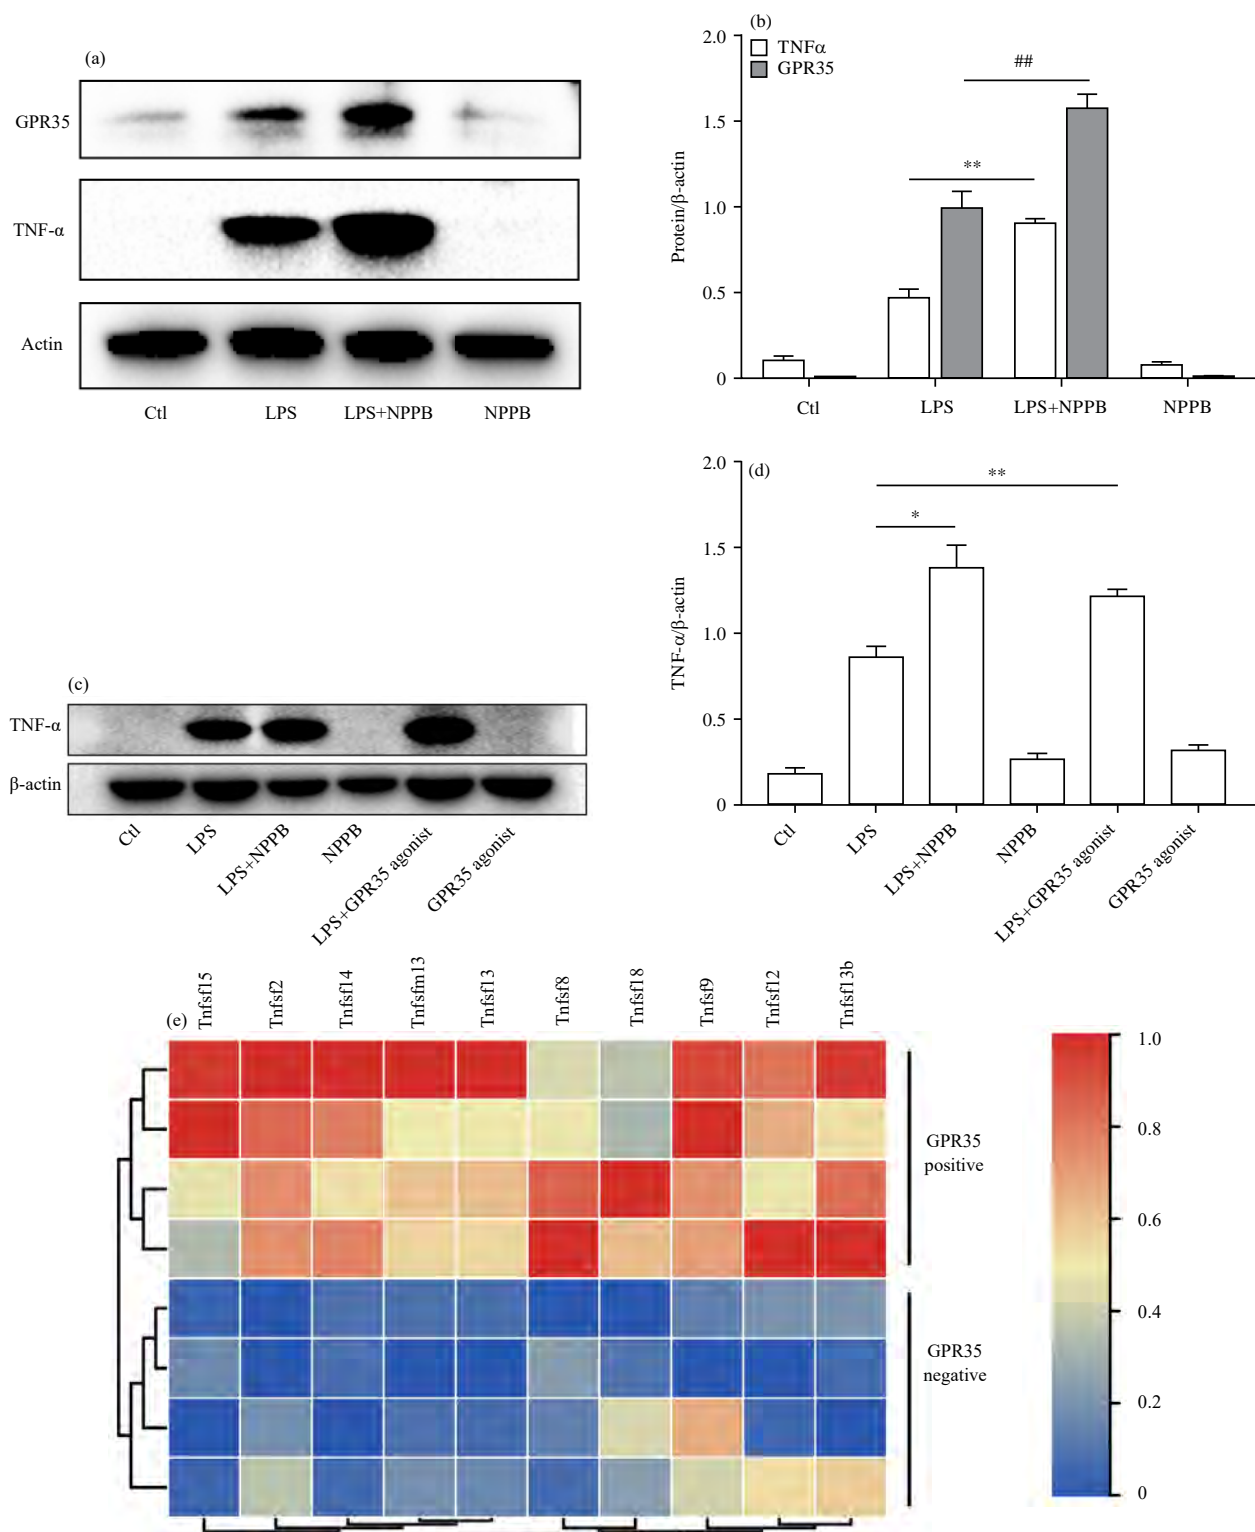 (a)
GPR35
TNF-α
Actin
Ctl LPS LPS+NPPB NPPB
(b)
2.0
1.5
1.0
0.5
0
Protein/β-actin
TNFα
GPR35
##
**
Ctl LPS LPS+NPPB NPPB
(c)
TNF-α
β-actin
Ctl
LPS
LPS+NPPB
NPPB
LPS+GPR35 agonist
GPR35 agonist
(d)
2.0
1.5
1.0
0.5
0
TNF-α/β-actin
**
*
Ctl
LPS
LPS+NPPB
NPPB
LPS+GPR35 agonist
GPR35 agonist
(e)
Tnfsf15
Tnfsf2
Tnfsf14
Tnfsfm13
Tnfsf13
Tnfsf8
Tnfsf18
Tnfsf9
Tnfsf12
Tnfsf13b
GPR35
positive
GPR35
negative
1.0
0.8
0.6
0.4
0.2
0